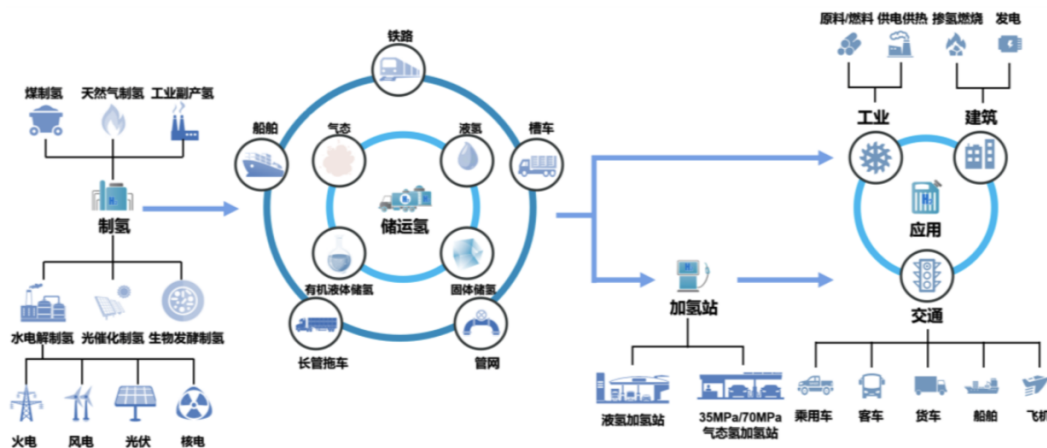 原料/燃料 供电供热 掺氢燃烧 发电
工业 建筑
应用
交通
乘用车 客车 货车 船舶 飞机
铁路
船舶 气态 液氢 槽车
储运氢
有机液体储氢 固体储氢
长管拖车 管网
煤制氢 天然气制氢 工业副产氢
H₂
制氢
水电解制氢 光催化制氢 生物发酵制氢
火电 风电 光伏 核电
加氢站
液氢加氢站 35MPa/70MPa
气态氢加氢站